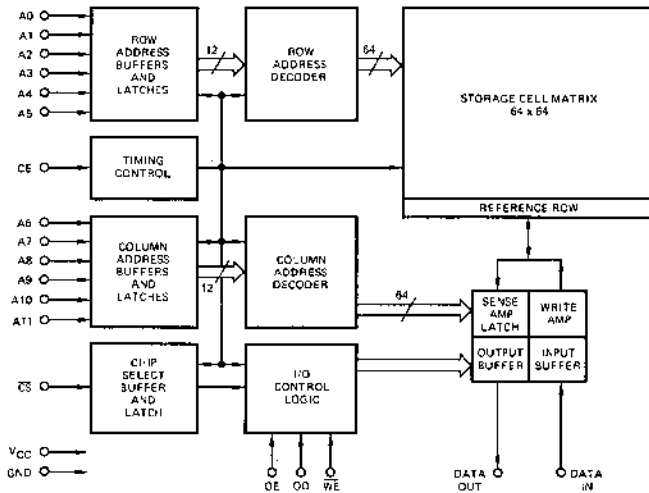 A0
A1
A2
A3
A4
A5
ROW
ADDRESS
BUFFERS
AND
LATCHES
12
ROW
ADDRESS
DECODER
64
STORAGE CELL MATRIX
64 x 64
REFERENCE ROW
CE
TIMING
CONTROL
A6
A7
A8
A9
A10
A11
COLUMN
ADDRESS
BUFFERS
AND
LATCHES
12
COLUMN
ADDRESS
DECODER
64
SENSE
AMP
LATCH
WRITE
AMP
OUTPUT
BUFFER
INPUT
BUFFER
CS
CHIP
SELECT
BUFFER
AND
LATCH
I/O
CONTROL
LOGIC
VCC
GND
OE
OD
WE
DATA
OUT
DATA
IN